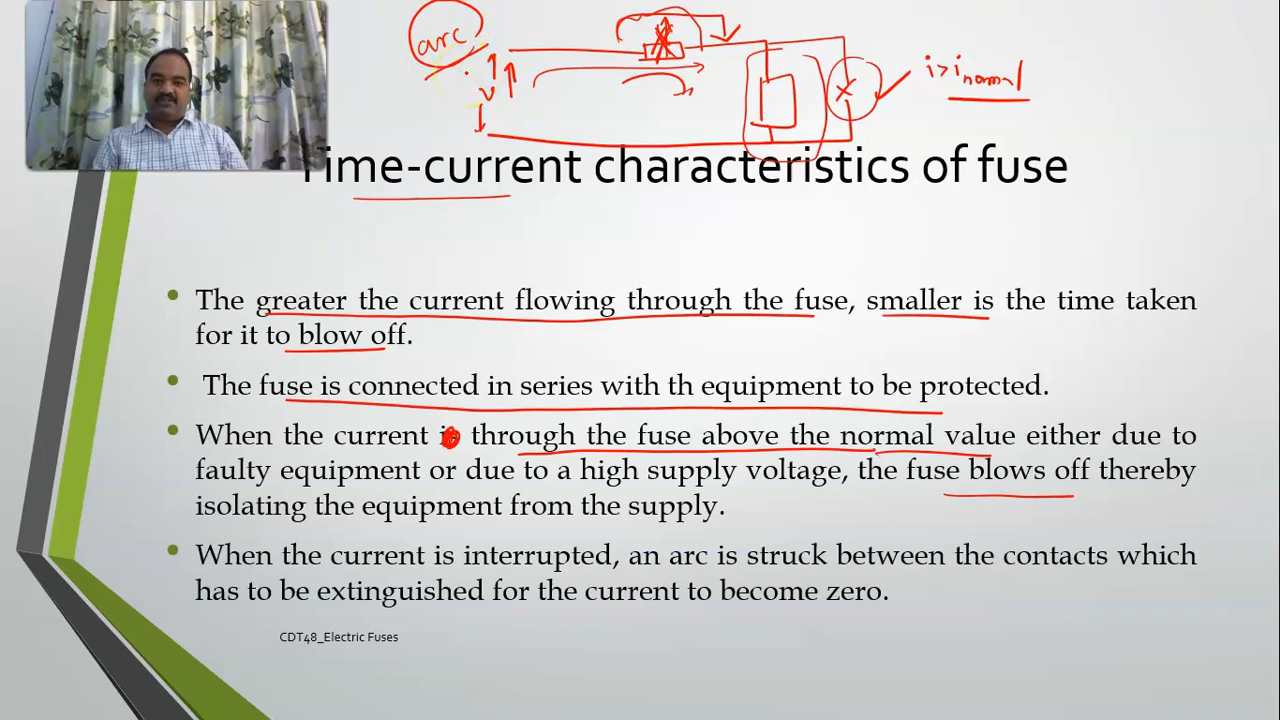 arc
v
i > i normal
Time-current characteristics of fuse
• The greater the current flowing through the fuse, smaller is the time taken
for it to blow off.
• The fuse is connected in series with th equipment to be protected.
• When the current through the fuse above the normal value either due to
faulty equipment or due to a high supply voltage, the fuse blows off thereby
isolating the equipment from the supply.
• When the current is interrupted, an arc is struck between the contacts which
has to be extinguished for the current to become zero.
CDT48_Electric Fuses